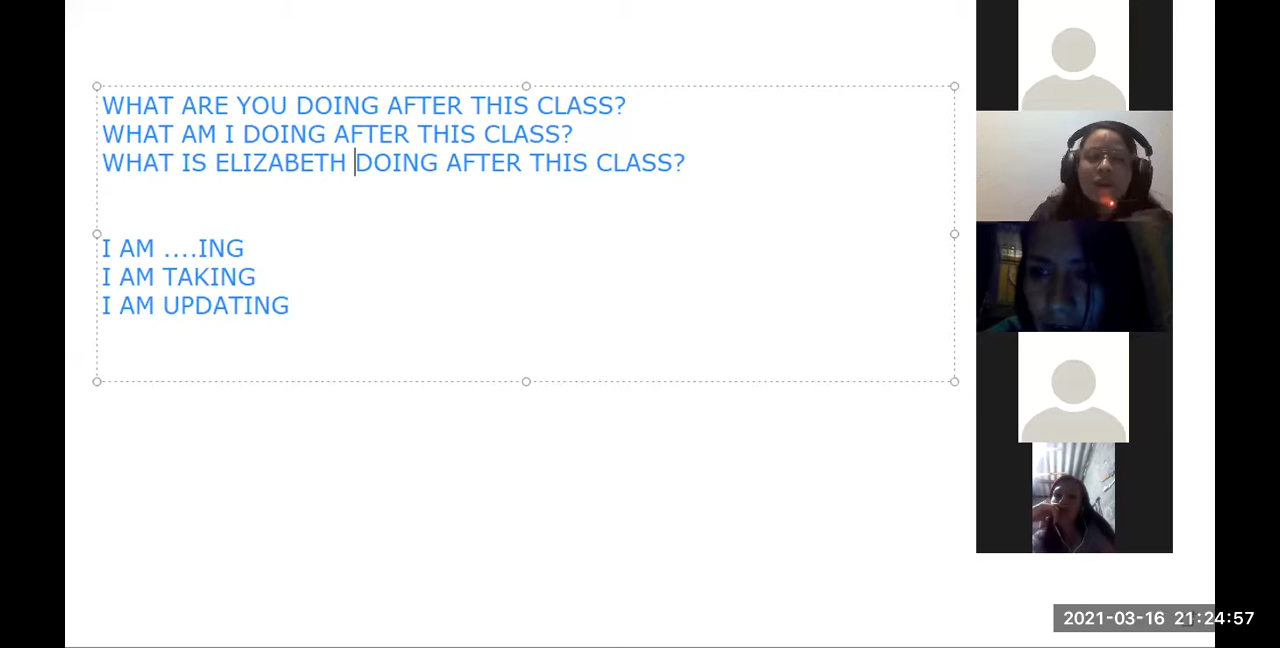 WHAT ARE YOU DOING AFTER THIS CLASS?
WHAT AM I DOING AFTER THIS CLASS?
WHAT IS ELIZABETH DOING AFTER THIS CLASS?
I AM ....ING
I AM TAKING
I AM UPDATING
2021-03-16 21:24:57